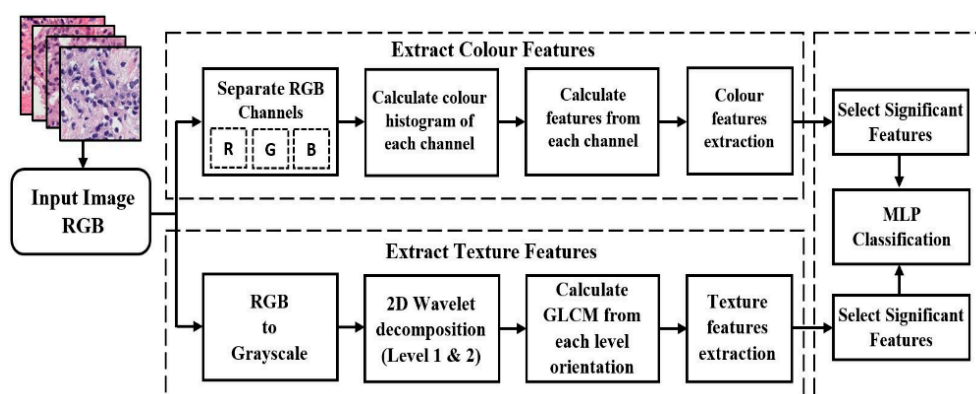 Extract Colour Features
Separate RGB
Channels
R G B
Calculate colour
histogram of
each channel
Calculate
features from
each channel
Colour
features
extraction
Select Significant
Features
Input Image
RGB
MLP
Classification
Extract Texture Features
RGB
to
Grayscale
2D Wavelet
decomposition
(Level 1 & 2)
Calculate
GLCM from
each level
orientation
Texture
features
extraction
Select Significant
Features